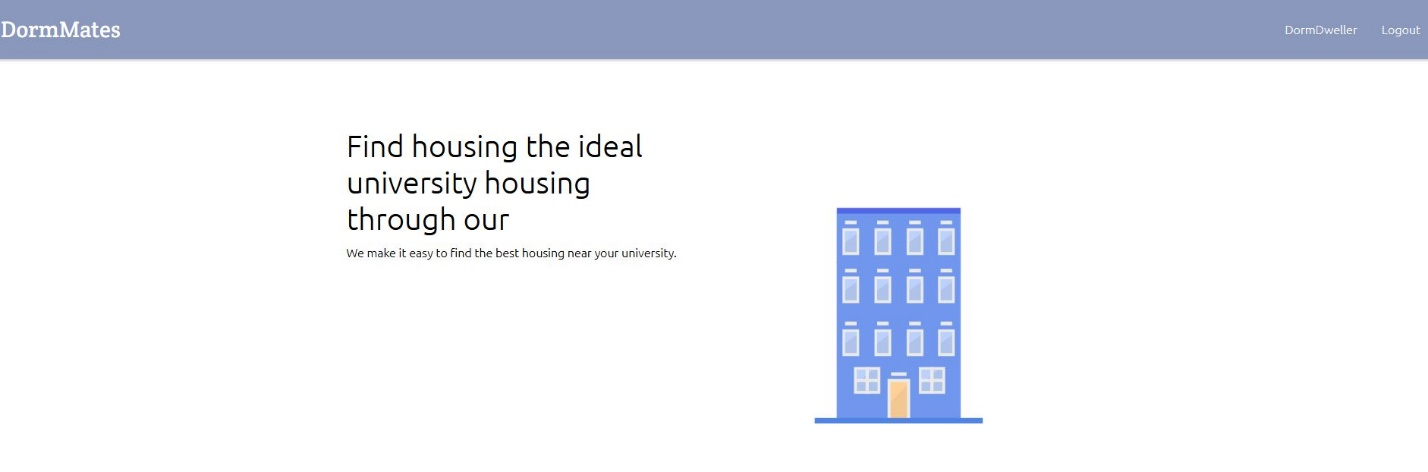 DormMates
DormDweller
Logout
Find housing the ideal
university housing
through our
We make it easy to find the best housing near your university.